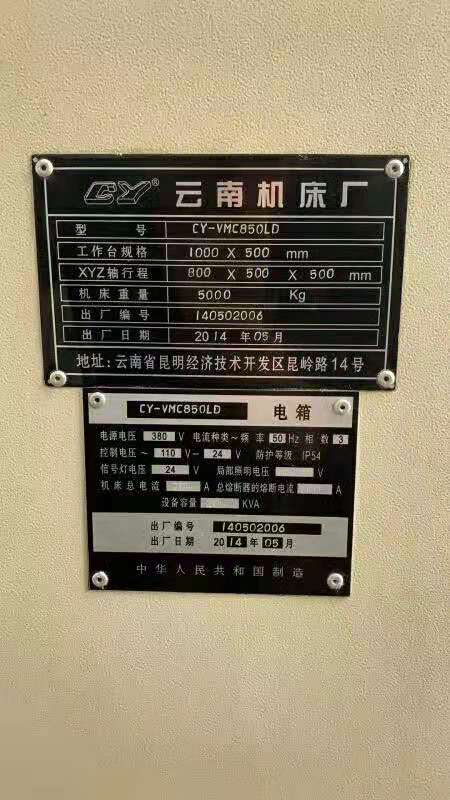 CY® 云南机床厂
型号 CY-VMC850LD
工作台规格 1000 X 500 mm
XYZ轴行程 800 X 500 X 500 mm
机床重量 5000 Kg
出厂编号 140502006
出厂日期 2014 年 05 月
地址:云南省昆明经济技术开发区昆岭路14号
CY-VMC850LD 电箱
电源电压 380 V 电流种类~频率 50 Hz 相数 3
控制电压~ 110 V- 24 V 防护等级 IP54
信号灯电压 24 V 局部照明电压 V
机床总电流 A 总熔断器的熔断电流 A
设备容量 KVA
出厂编号 140502006
出厂日期 2014 年 05 月
中华人民共和国制造